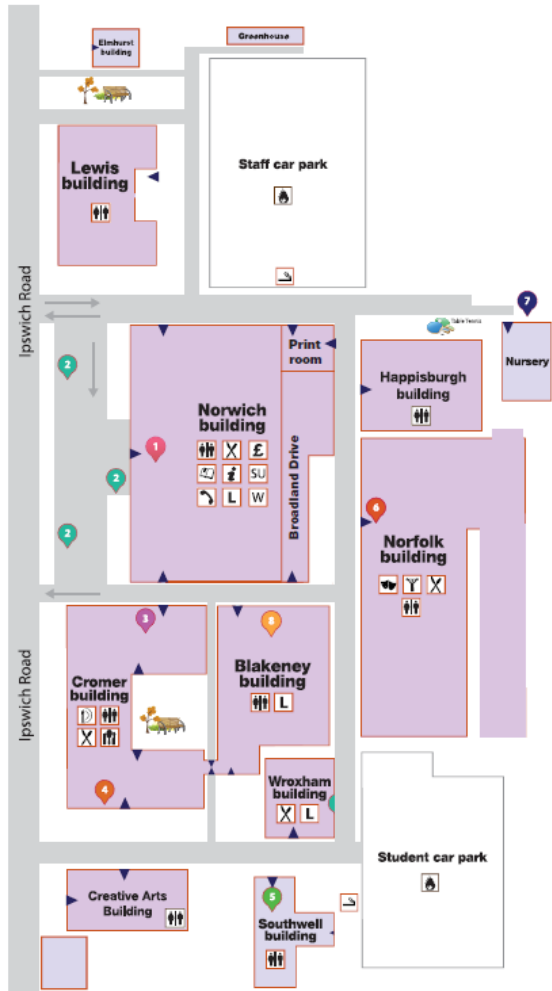 Elmhurst
building
Greenhouse
Lewis
building
Staff car park
Ipswich Road
7
Table Tennis
Print
room
Nursery
2
Happisburgh
building
Norwich
building
1
£
i
SU
L
W
2
Broadland Drive
6
2
Norfolk
building
3
8
Ipswich Road
Cromer
building
Blakeney
building
L
4
Wroxham
building
L
Student car park
Creative Arts
Building
5
Southwell
building